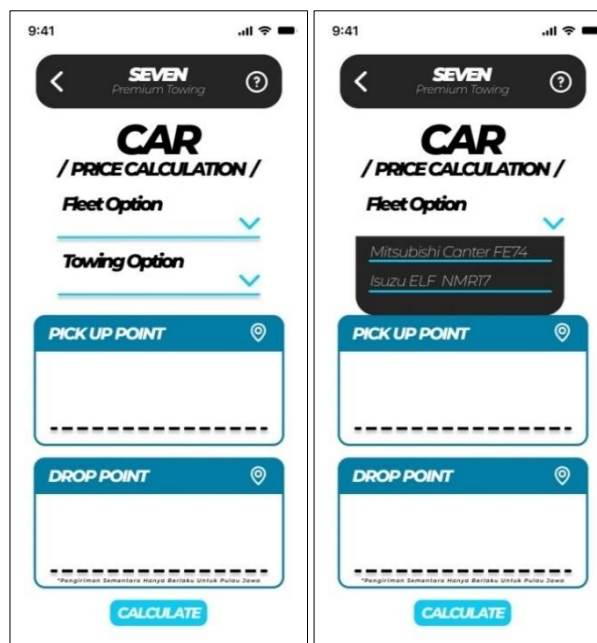 9:41
SEVEN
Premium Towing
CAR
/ PRICE CALCULATION /
Fleet Option
Towing Option
PICK UP POINT
DROP POINT
*Pengiriman Sementara Hanya Berlaku Untuk Pulau Jawa
CALCULATE
9:41
SEVEN
Premium Towing
CAR
/ PRICE CALCULATION /
Fleet Option
Mitsubishi Canter FE74
Isuzu ELF NMR17
PICK UP POINT
DROP POINT
*Pengiriman Sementara Hanya Berlaku Untuk Pulau Jawa
CALCULATE